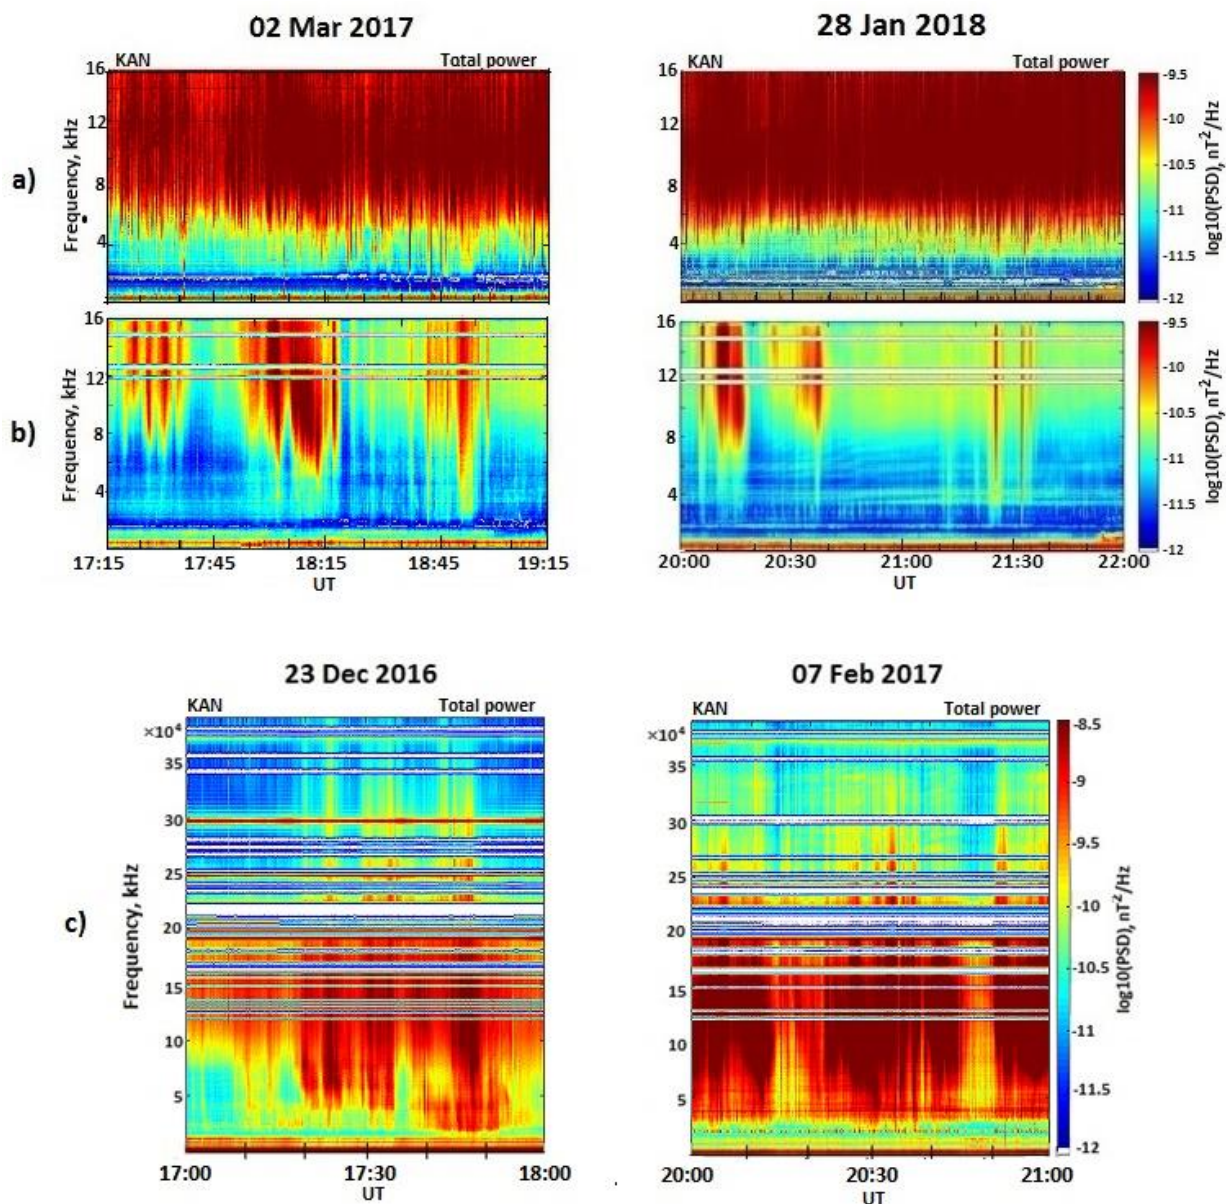 02 Mar 2017
28 Jan 2018
KAN Total power
KAN Total power
a)
Frequency, kHz
16
12
8
4
16
12
8
4
-9.5
-10
-10.5
-11
-11.5
-12
log10(PSD), nT²/Hz
b)
Frequency, kHz
16
12
8
4
17:15 17:45 18:15 18:45 19:15
UT
16
12
8
4
20:00 20:30 21:00 21:30 22:00
UT
-9.5
-10
-10.5
-11
-11.5
-12
log10(PSD), nT²/Hz
23 Dec 2016
07 Feb 2017
KAN Total power
KAN Total power
c)
Frequency, kHz
×10⁴
35
30
25
20
15
10
5
17:00 17:30 18:00
UT
×10⁴
35
30
25
20
15
10
5
20:00 20:30 21:00
UT
-8.5
-9
-9.5
-10
-10.5
-11
-11.5
-12
log10(PSD), nT²/Hz